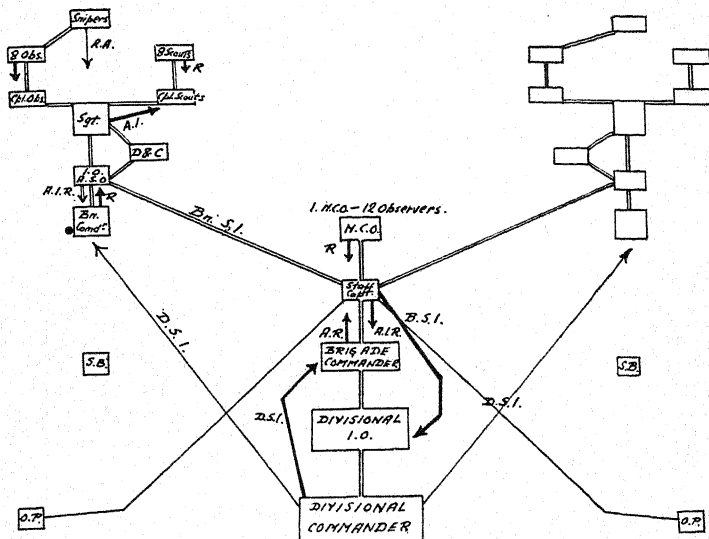 Snipers
R.A.
8 Obs.
8 Scouts
R
Cpl. Obs.
Cpl. Scouts
Sgt.
A.I.
D & C
I.O.
A.S.O
A.I.R.
R
Bn.
Comdr
Bn. S.I.
1. N.C.O. - 12 Observers.
N.C.O.
R
Staff
Capt.
D.S.I.
B.S.I.
A.R.
A.I.R.
BRIGADE
COMMANDER
S.B.
S.B.
D.S.I.
D.S.I.
DIVISIONAL
I.O.
O.P.
DIVISIONAL
COMMANDER
O.P.